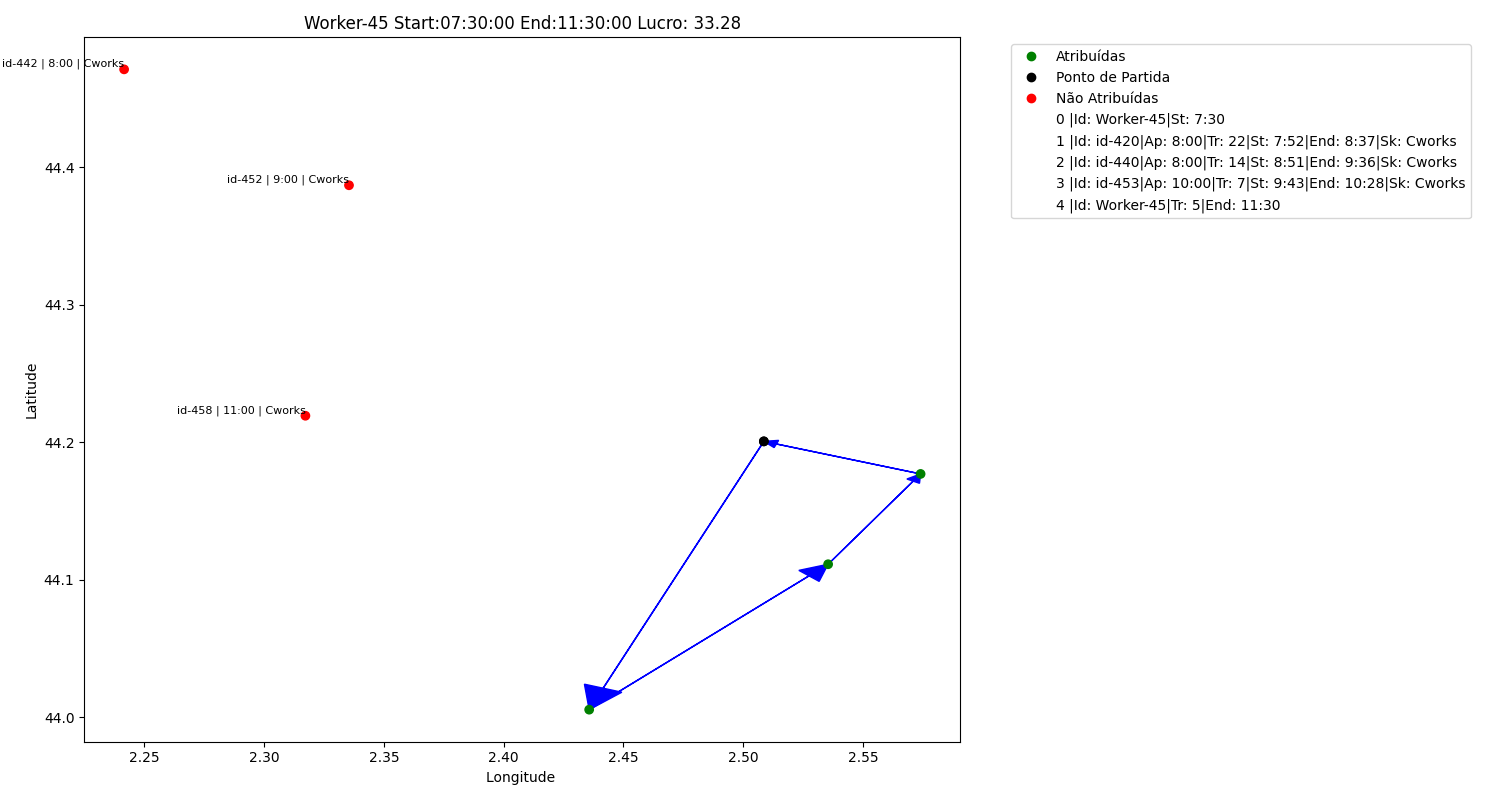 Worker-45 Start:07:30:00 End:11:30:00 Lucro: 33.28
id-442 | 8:00 | Cworks
id-452 | 9:00 | Cworks
id-458 | 11:00 | Cworks
44.4
44.3
44.2
44.1
44.0
Latitude
2.25
2.30
2.35
2.40
2.45
2.50
2.55
Longitude
Atribuídas
Ponto de Partida
Não Atribuídas
0 |Id: Worker-45|St: 7:30
1 |Id: id-420|Ap: 8:00|Tr: 22|St: 7:52|End: 8:37|Sk: Cworks
2 |Id: id-440|Ap: 8:00|Tr: 14|St: 8:51|End: 9:36|Sk: Cworks
3 |Id: id-453|Ap: 10:00|Tr: 7|St: 9:43|End: 10:28|Sk: Cworks
4 |Id: Worker-45|Tr: 5|End: 11:30